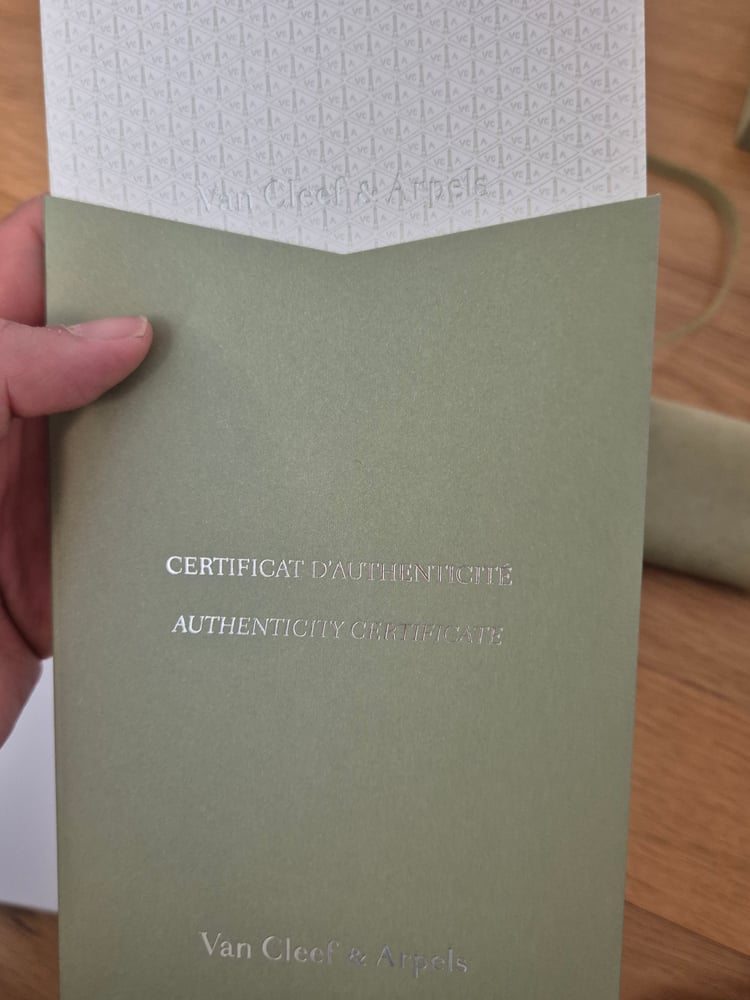 Van Cleef & Arpels
CERTIFICAT D'AUTHENTICITÉ
AUTHENTICITY CERTIFICATE
Van Cleef & Arpels